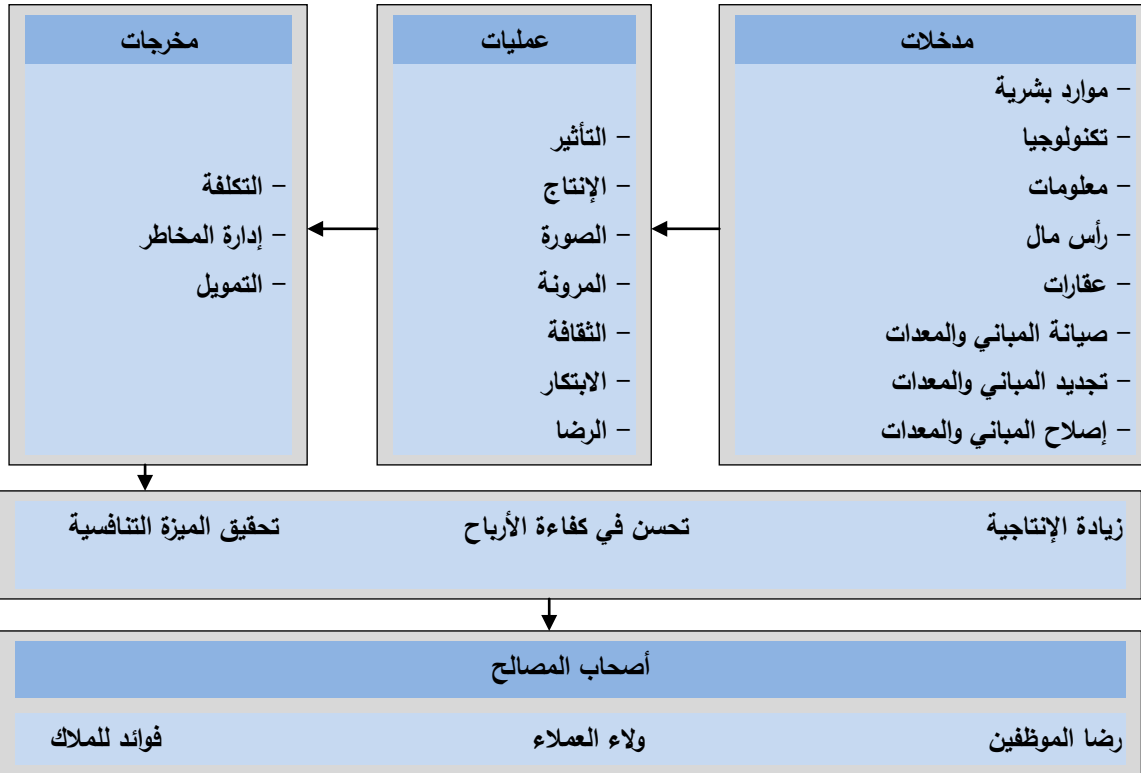 مدخلات
- موارد بشرية
- تكنولوجيا
- معلومات
- رأس مال
- عقارات
- صيانة المباني والمعدات
- تجديد المباني والمعدات
- إصلاح المباني والمعدات
عمليات
- التأثير
- الإنتاج
- الصورة
- المرونة
- الثقافة
- الابتكار
- الرضا
مخرجات
- التكلفة
- إدارة المخاطر
- التمويل
زيادة الإنتاجية
تحسن في كفاءة الأرباح
تحقيق الميزة التنافسية
أصحاب المصالح
رضا الموظفين
ولاء العملاء
فوائد للملاك